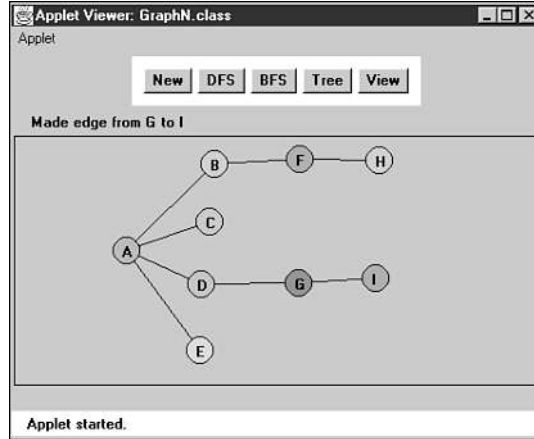 Applet Viewer: GraphN.class
Applet
New DFS BFS Tree View
Made edge from G to I
B F H
C
A
D G I
E
Applet started.